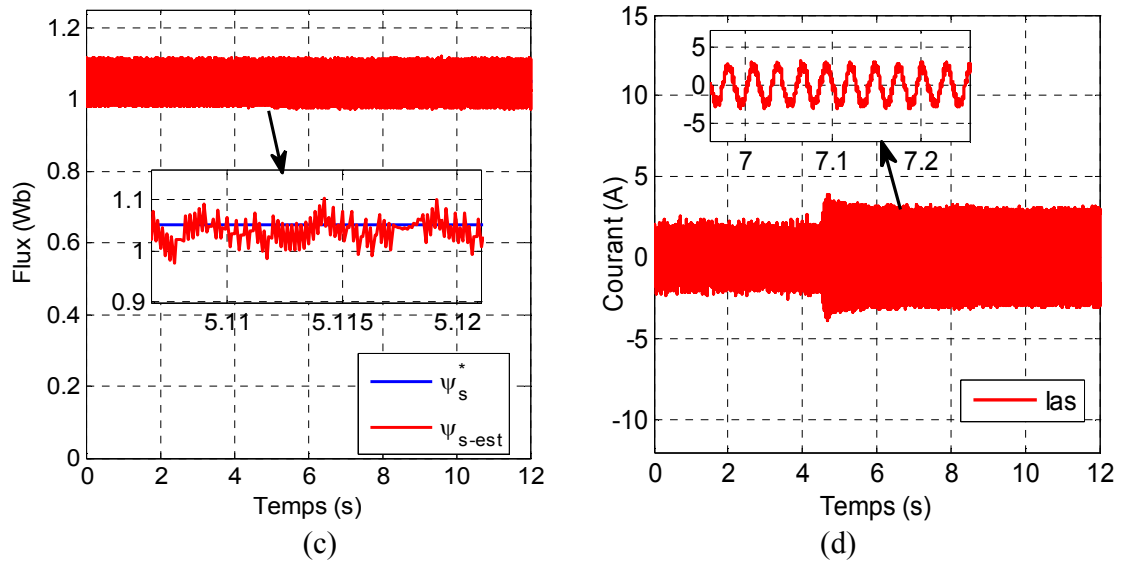 1.2
1
0.8
0.6
0.4
0.2
0
Flux (Wb)
1.1
1
0.9
5.11 5.115 5.12
ψs*
ψs-est
0 2 4 6 8 10 12
Temps (s)
(c)
15
10
5
0
-5
-10
Courant (A)
5
0
-5
7 7.1 7.2
Ias
0 2 4 6 8 10 12
Temps (s)
(d)